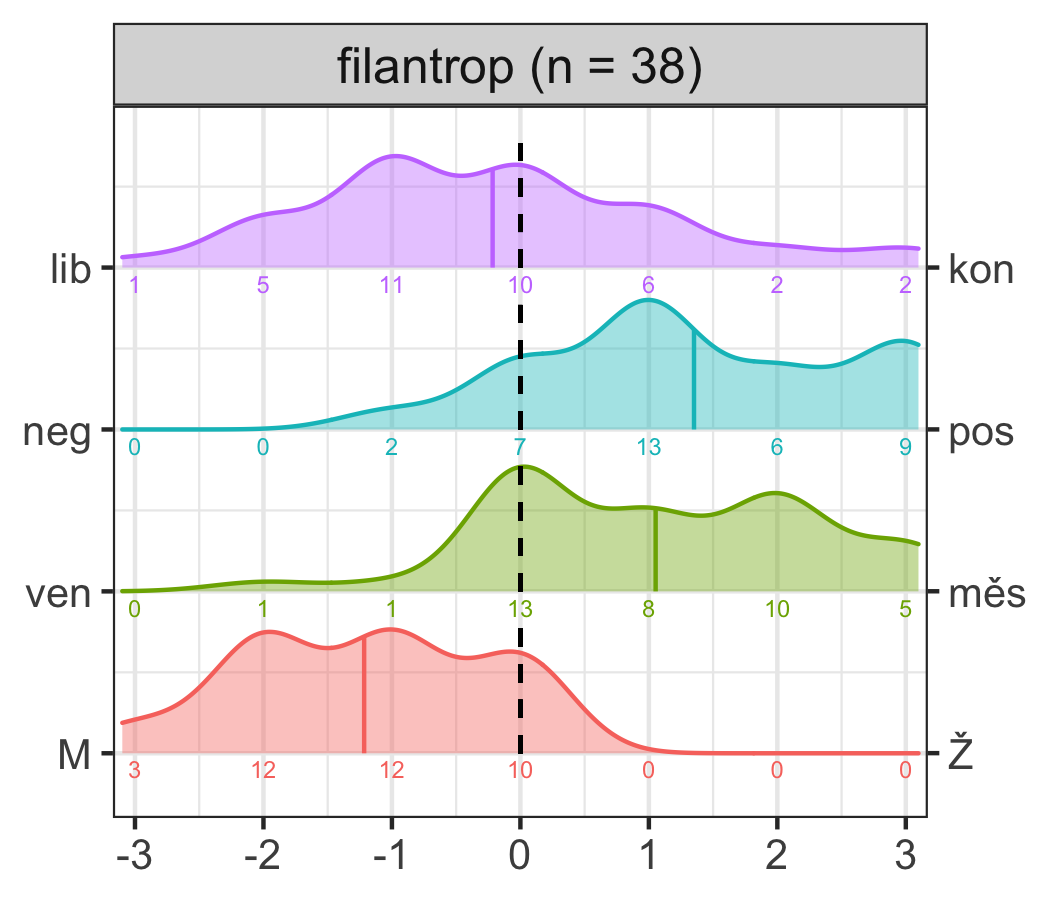 filantrop (n = 38)
lib kon
1 5 11 10 6 2 2
neg pos
0 0 2 7 13 6 9
ven měs
0 1 1 13 8 10 5
M Ž
3 12 12 10 0 0 0
-3 -2 -1 0 1 2 3